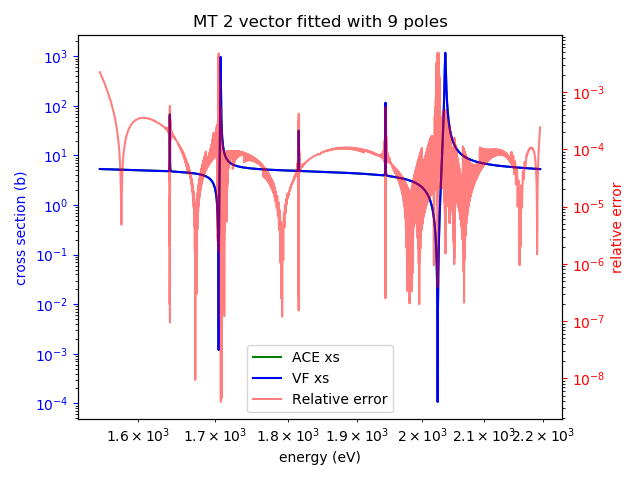 MT 2 vector fitted with 9 poles
10³
10²
10¹
10⁰
10⁻¹
10⁻²
10⁻³
10⁻⁴
cross section (b)
10⁻³
10⁻⁴
10⁻⁵
10⁻⁶
10⁻⁷
10⁻⁸
relative error
ACE xs
VF xs
Relative error
1.6 × 10³ 1.7 × 10³ 1.8 × 10³ 1.9 × 10³ 2 × 10³ 2.1 × 10³ 2.2 × 10³
energy (eV)